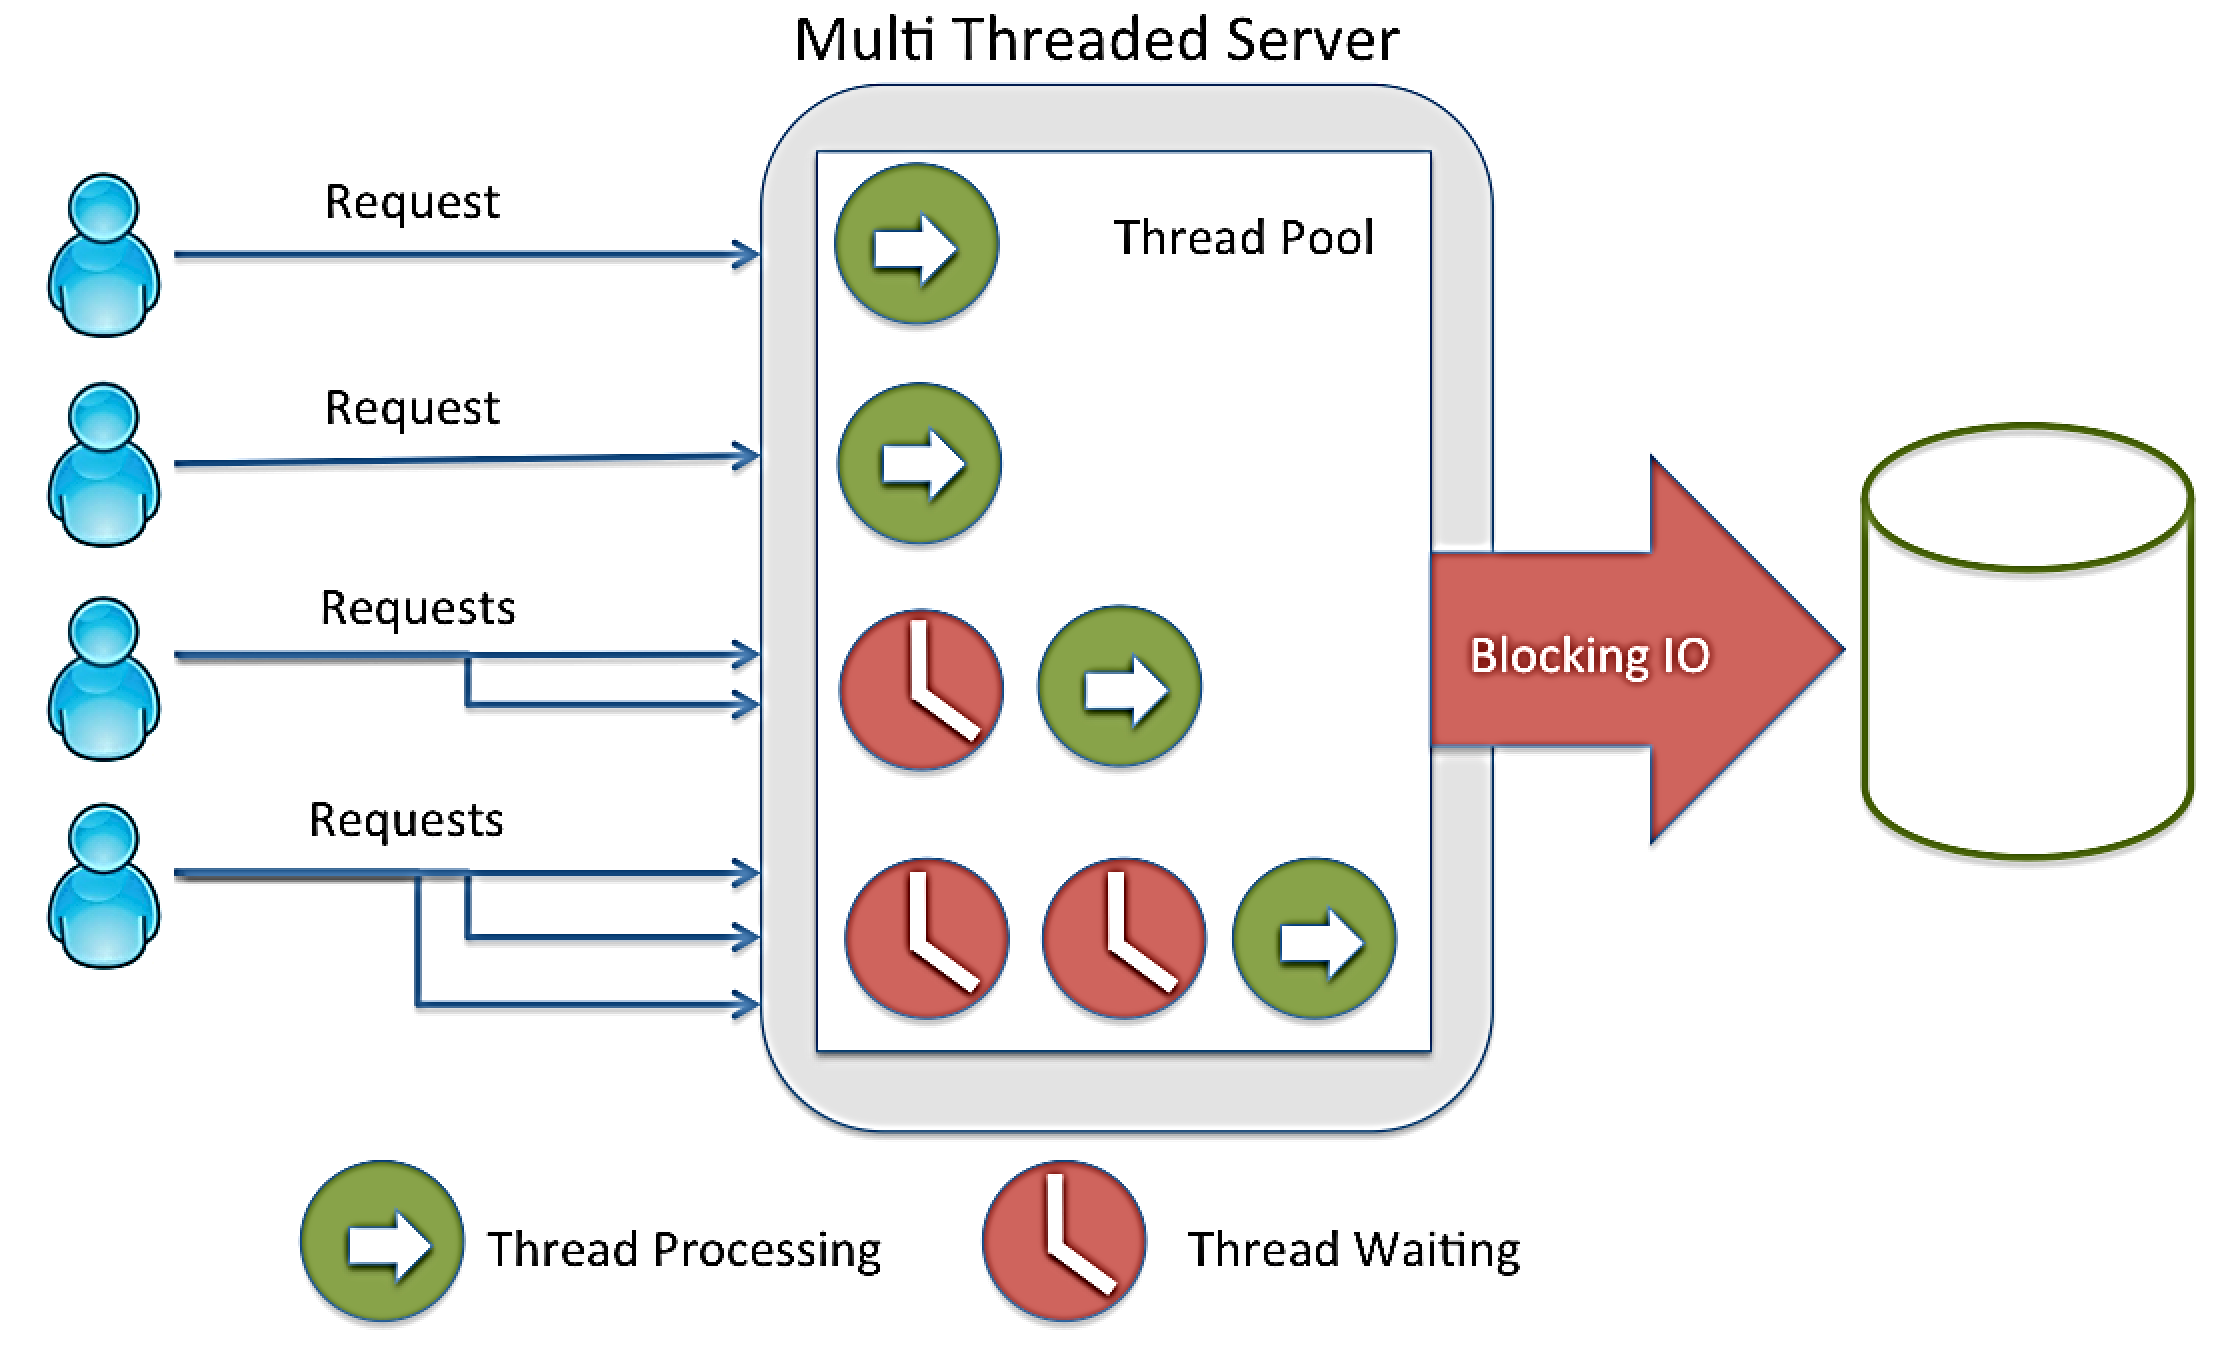 Multi Threaded Server
Request
Thread Pool
Request
Requests
Blocking IO
Requests
Thread Processing
Thread Waiting